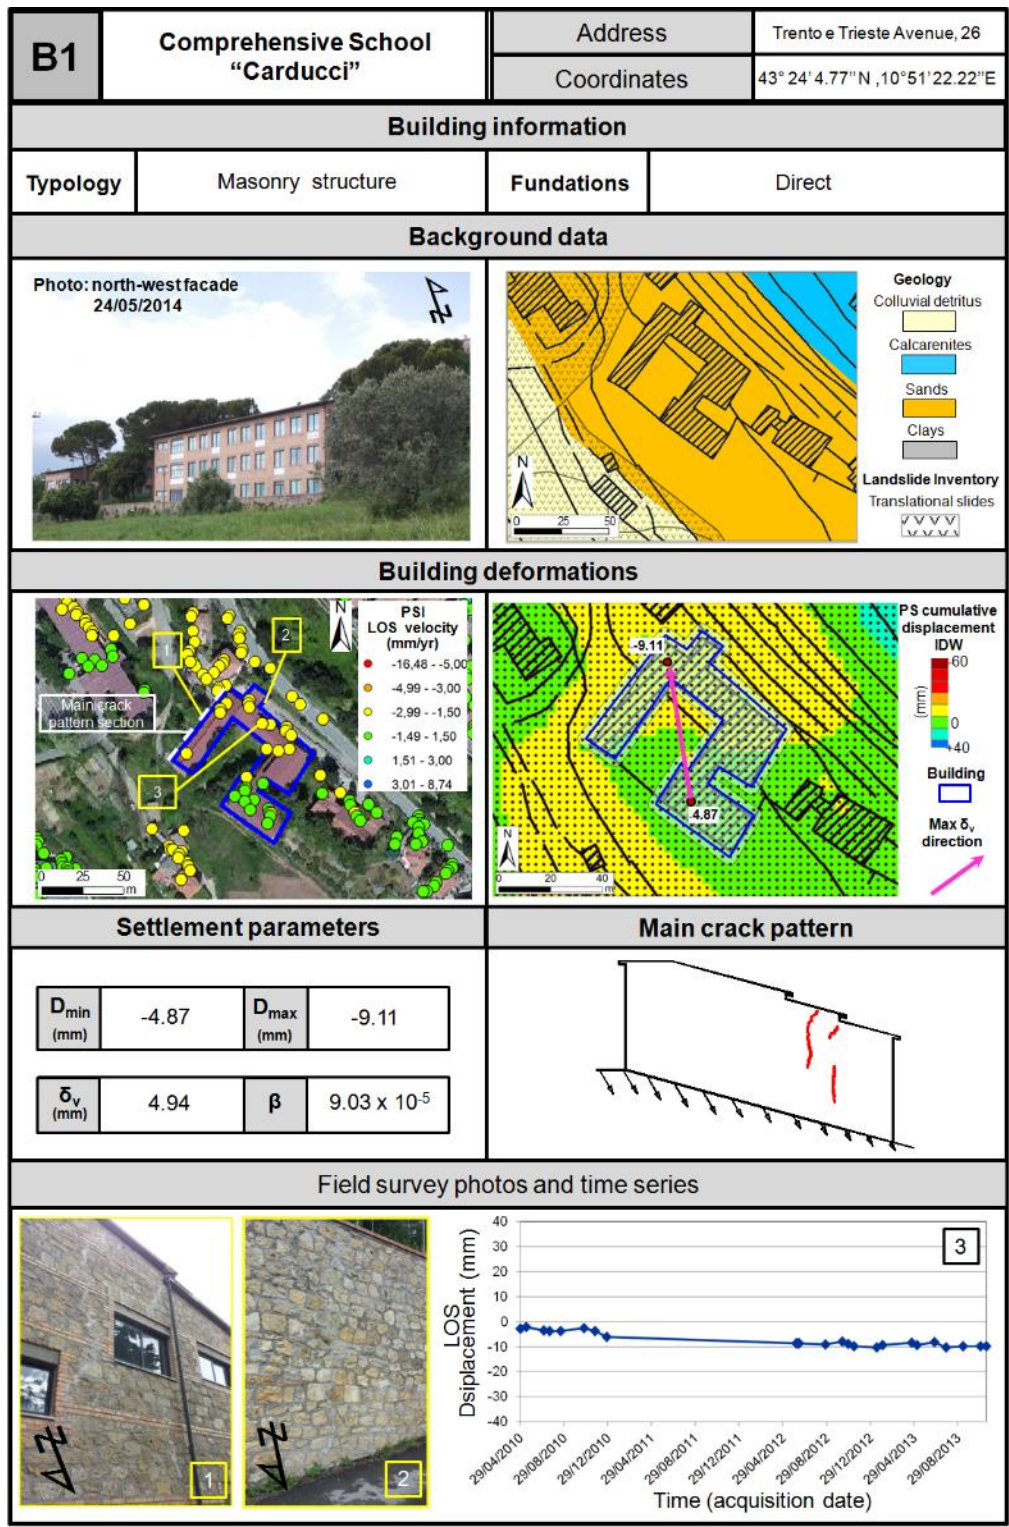 B1
Comprehensive School
“Carducci”
Address
Trento e Trieste Avenue, 26
Coordinates
43° 24' 4.77’’ N ,10°51’ 22.22’’E
Building information
Typology
Masonry structure
Fundations
Direct
Background data
Photo: north-west facade
24/05/2014
N
N
0 25 50
Geology
Colluvial detritus
Calcarenites
Sands
Clays
Landslide Inventory
Translational slides
Building deformations
1
2
3
Main crack
pattern section
N
0 25 50
m
PSI
LOS velocity
(mm/yr)
-16,48 - -5,00
-4,99 - -3,00
-2,99 - -1,50
-1,49 - 1,50
1,51 - 3,00
3,01 - 8,74
-9.11
-4.87
N
0 20 40
m
PS cumulative
displacement
IDW
-60
(mm)
0
+40
Building
Max δv
direction
Settlement parameters
Main crack pattern
Dmin
(mm)
-4.87
Dmax
(mm)
-9.11
δv
(mm)
4.94
β
9.03 x 10-5
Field survey photos and time series
N
1
N
2
LOS
Dsiplacement (mm)
40
30
20
10
0
-10
-20
-30
-40
3
29/04/2010
29/08/2010
29/12/2010
29/04/2011
29/08/2011
29/12/2011
29/04/2012
29/08/2012
29/12/2012
29/04/2013
29/08/2013
Time (acquisition date)